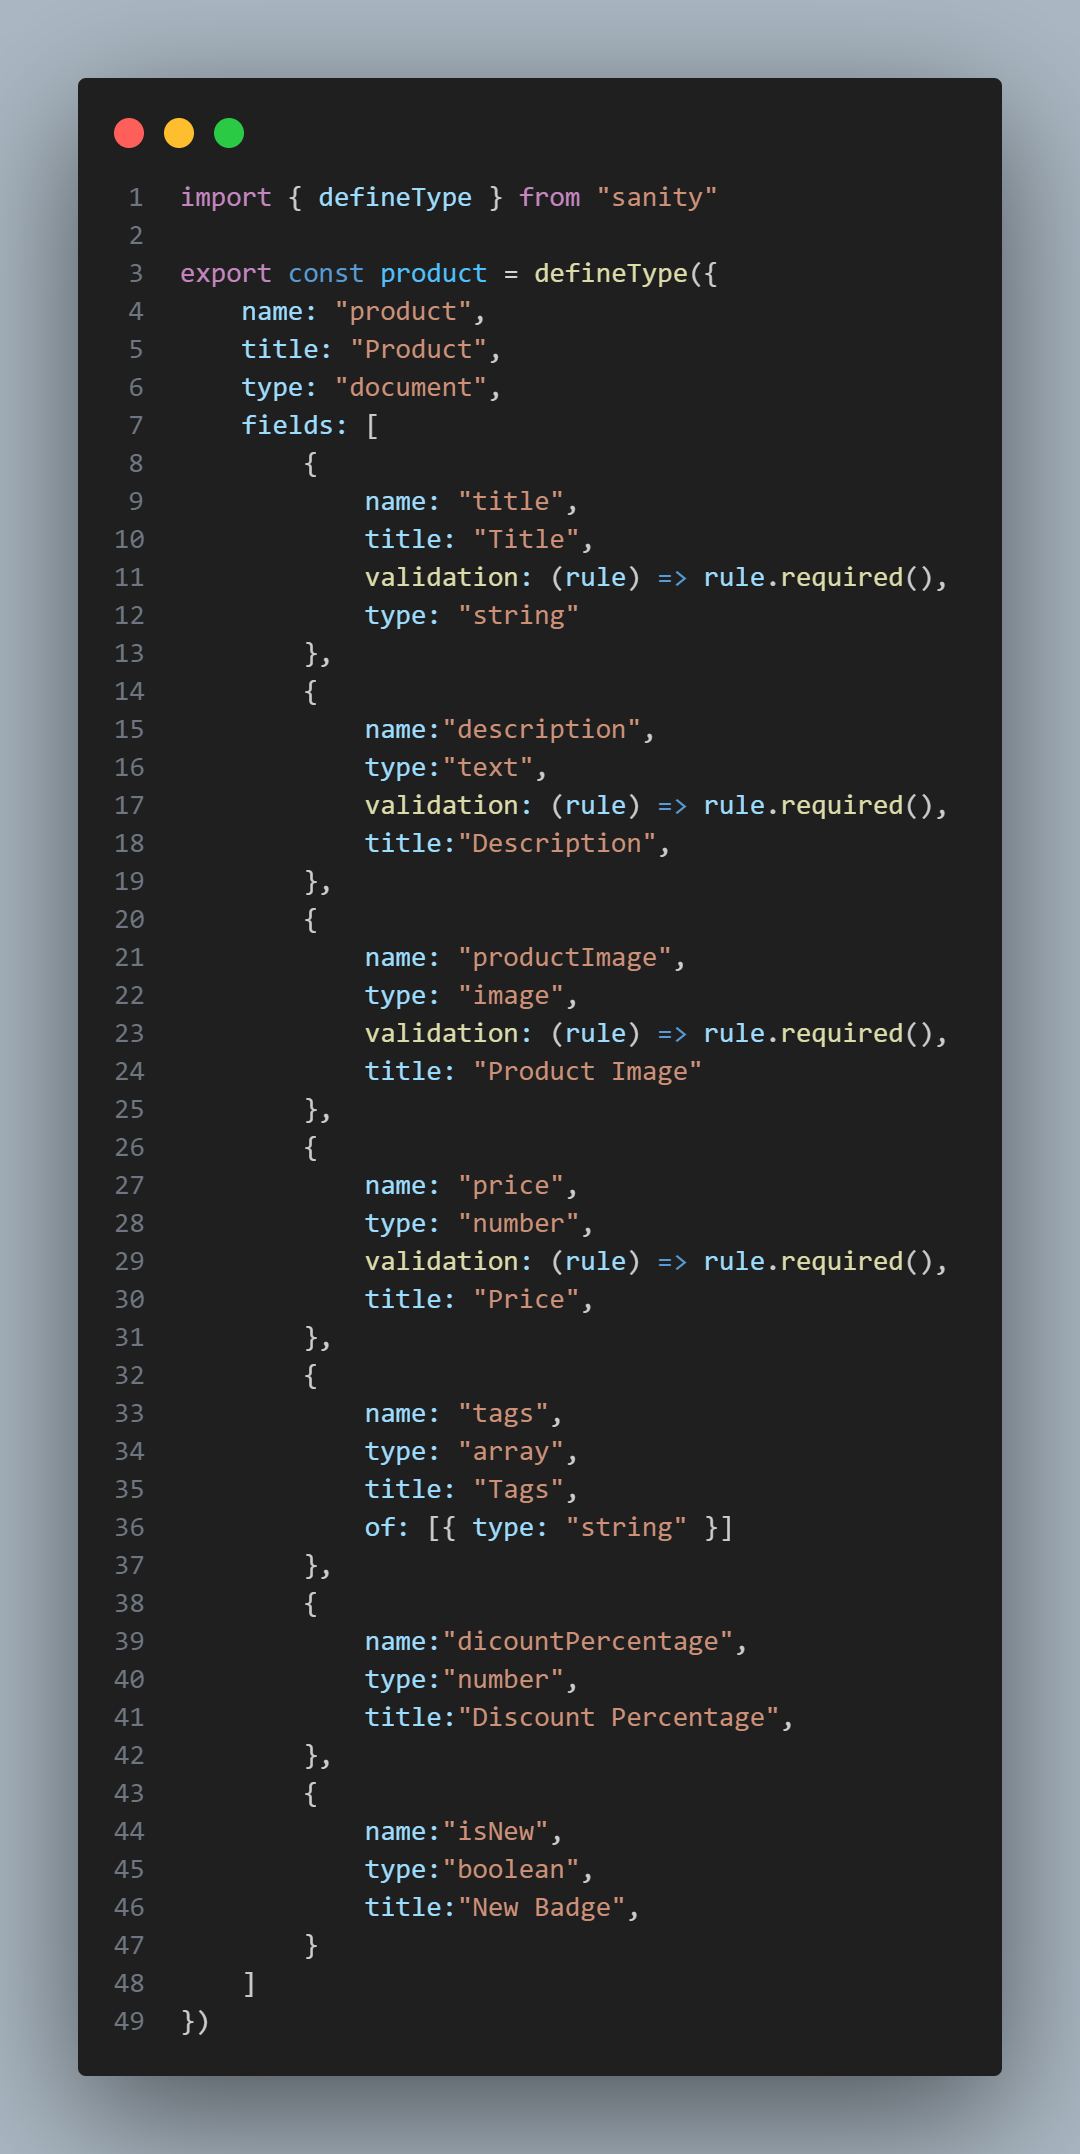 1 import { defineType } from "sanity"
2
3 export const product = defineType({
4     name: "product",
5     title: "Product",
6     type: "document",
7     fields: [
8         {
9             name: "title",
10             title: "Title",
11             validation: (rule) => rule.required(),
12             type: "string"
13         },
14         {
15             name:"description",
16             type:"text",
17             validation: (rule) => rule.required(),
18             title:"Description",
19         },
20         {
21             name: "productImage",
22             type: "image",
23             validation: (rule) => rule.required(),
24             title: "Product Image"
25         },
26         {
27             name: "price",
28             type: "number",
29             validation: (rule) => rule.required(),
30             title: "Price",
31         },
32         {
33             name: "tags",
34             type: "array",
35             title: "Tags",
36             of: [{ type: "string" }]
37         },
38         {
39             name:"dicountPercentage",
40             type:"number",
41             title:"Discount Percentage",
42         },
43         {
44             name:"isNew",
45             type:"boolean",
46             title:"New Badge",
47         }
48     ]
49 })